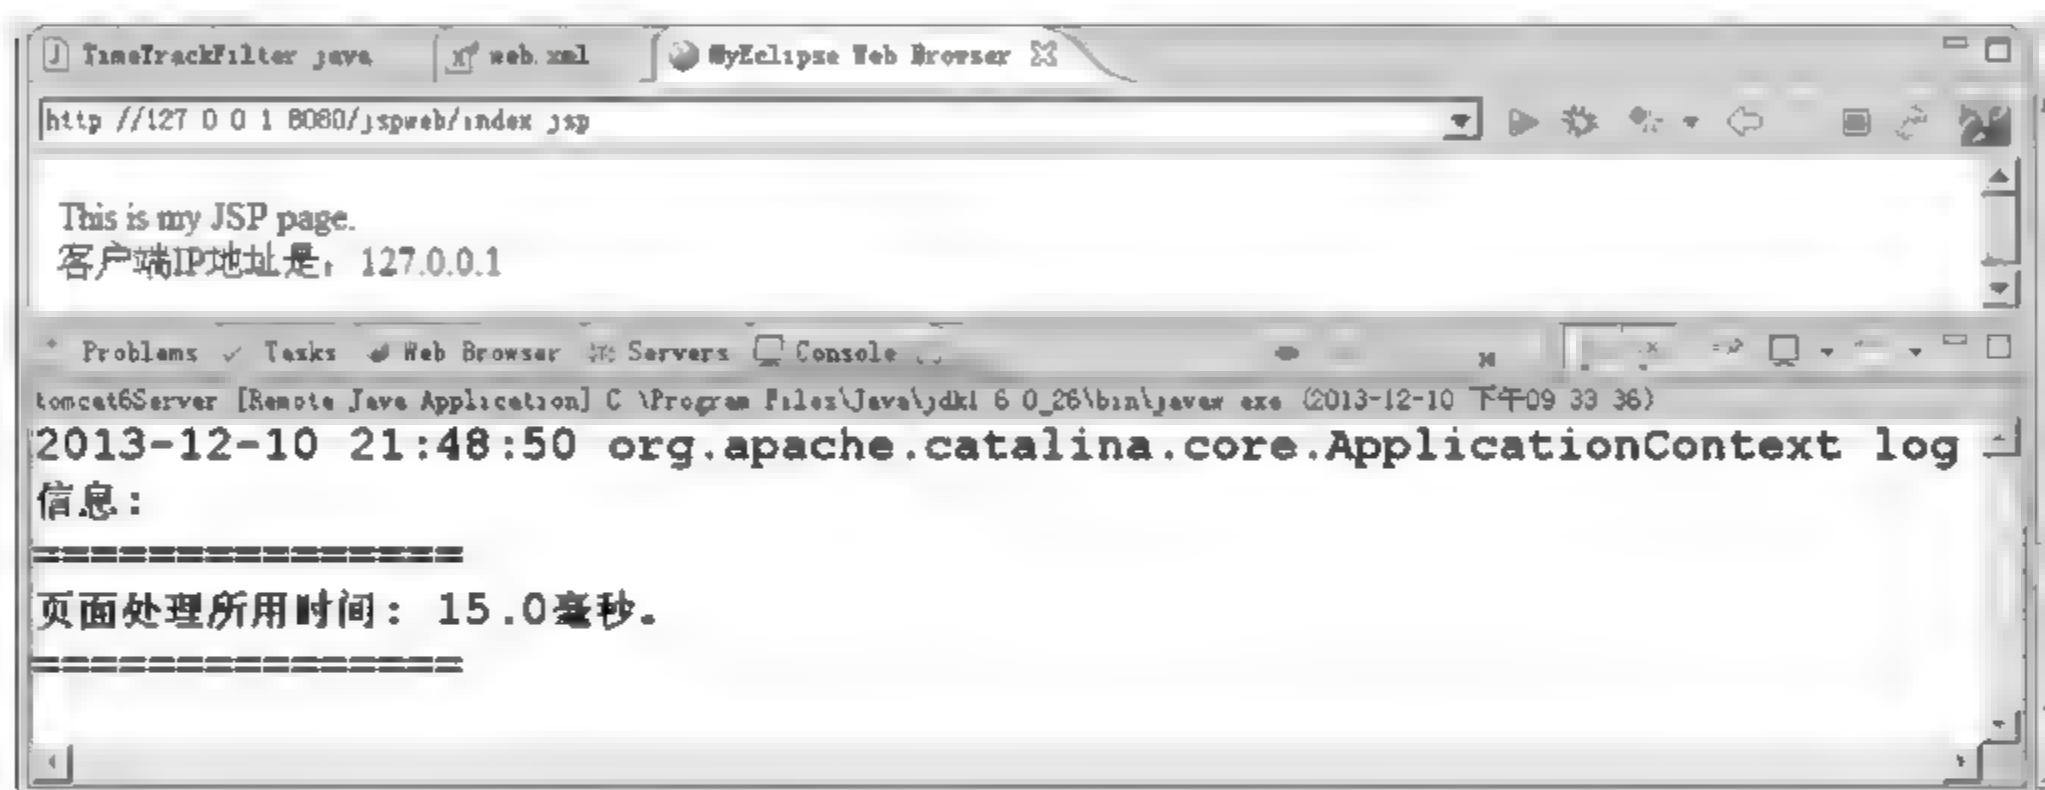 TimeTrackFilter java web.xml MyEclipse Web Browser
http //127 0 0 1 8080/jspweb/index jsp
This is my JSP page.
客户端IP地址是：127.0.0.1
Problems Tasks Web Browser Servers Console
tomcat6Server [Remote Java Application] C \Program Files\Java\jdk1 6 0_26\bin\javaw exe (2013-12-10 下午09 33 36)
2013-12-10 21:48:50 org.apache.catalina.core.ApplicationContext log
信息:
===============
页面处理所用时间: 15.0毫秒。
===============